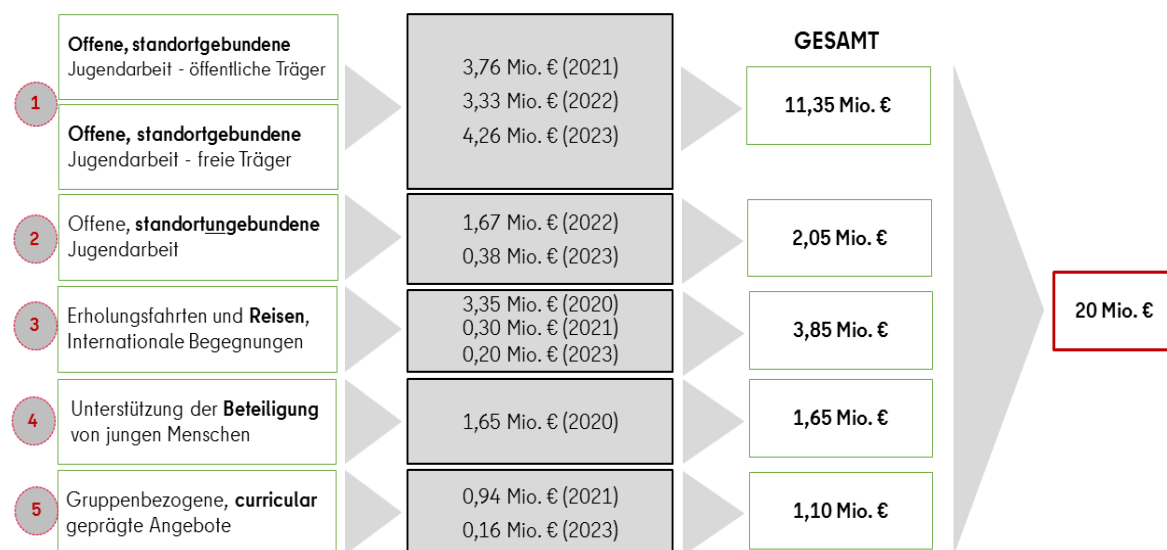 GESAMT
1
Offene, standortgebundene
Jugendarbeit - öffentliche Träger
Offene, standortgebundene
Jugendarbeit - freie Träger
3,76 Mio. € (2021)
3,33 Mio. € (2022)
4,26 Mio. € (2023)
11,35 Mio. €
2
Offene, standortungebundene
Jugendarbeit
1,67 Mio. € (2022)
0,38 Mio. € (2023)
2,05 Mio. €
3
Erholungsfahrten und Reisen,
Internationale Begegnungen
3,35 Mio. € (2020)
0,30 Mio. € (2021)
0,20 Mio. € (2023)
3,85 Mio. €
4
Unterstützung der Beteiligung
von jungen Menschen
1,65 Mio. € (2020)
1,65 Mio. €
5
Gruppenbezogene, curricular
geprägte Angebote
0,94 Mio. € (2021)
0,16 Mio. € (2023)
1,10 Mio. €
20 Mio. €